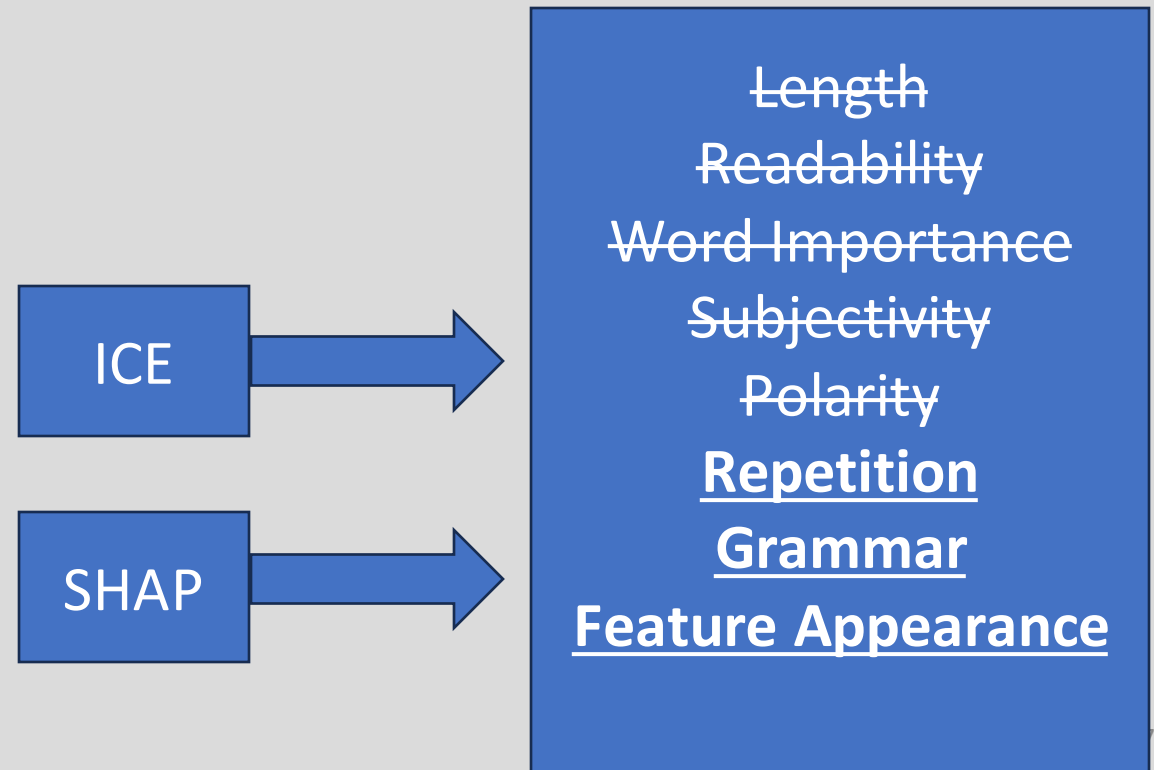 Length
Readability
Word Importance
Subjectivity
Polarity
Repetition
Grammar
Feature Appearance
ICE
SHAP